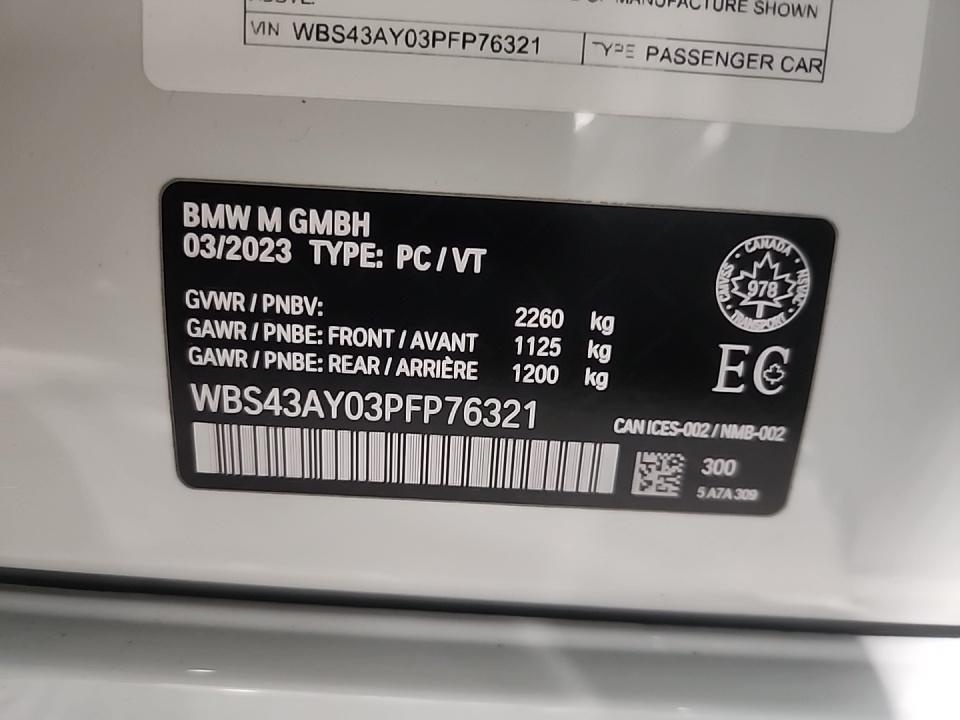 MANUFACTURE SHOWN
VIN WBS43AY03PFP76321
TYPE PASSENGER CAR
BMW M GMBH
03/2023 TYPE: PC / VT
GVWR / PNBV: 2260 kg
GAWR / PNBE: FRONT / AVANT 1125 kg
GAWR / PNBE: REAR / ARRIÈRE 1200 kg
WBS43AY03PFP76321
CANADA
CMVSS
978
NSVAC
TRANSPORT
EC
CAN ICES-002 / NMB-002
300
5 A7A 309